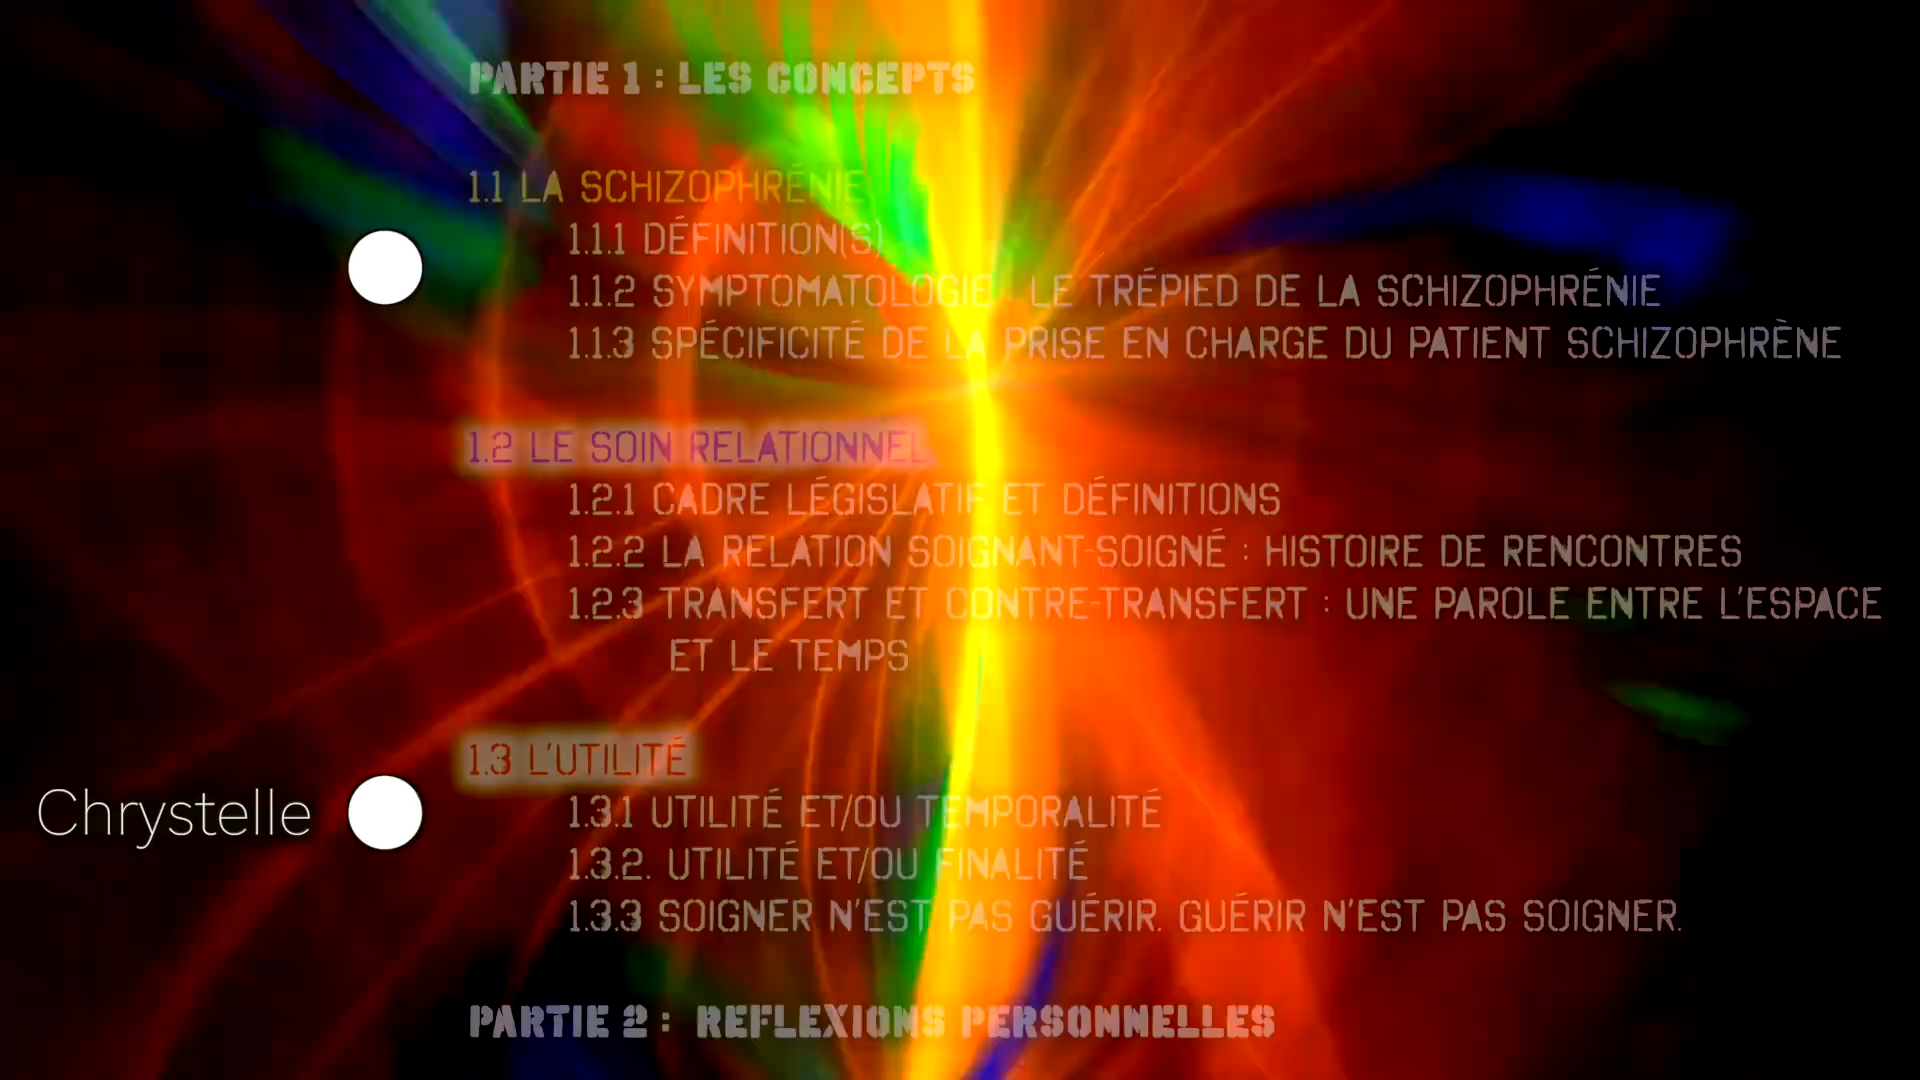 PARTIE 1 : LES CONCEPTS
1.1 LA SCHIZOPHRÉNIE
1.1.1 DÉFINITION(S)
1.1.2 SYMPTOMATOLOGIE : LE TRÉPIED DE LA SCHIZOPHRÉNIE
1.1.3 SPÉCIFICITÉ DE LA PRISE EN CHARGE DU PATIENT SCHIZOPHRÈNE
1.2 LE SOIN RELATIONNEL
1.2.1 CADRE LÉGISLATIF ET DÉFINITIONS
1.2.2 LA RELATION SOIGNANT-SOIGNÉ : HISTOIRE DE RENCONTRES
1.2.3 TRANSFERT ET CONTRE-TRANSFERT : UNE PAROLE ENTRE L'ESPACE
ET LE TEMPS
1.3 L'UTILITÉ
Chrystelle
1.3.1 UTILITÉ ET/OU TEMPORALITÉ
1.3.2. UTILITÉ ET/OU FINALITÉ
1.3.3 SOIGNER N'EST PAS GUÉRIR. GUÉRIR N'EST PAS SOIGNER.
PARTIE 2 : REFLEXIONS PERSONNELLES